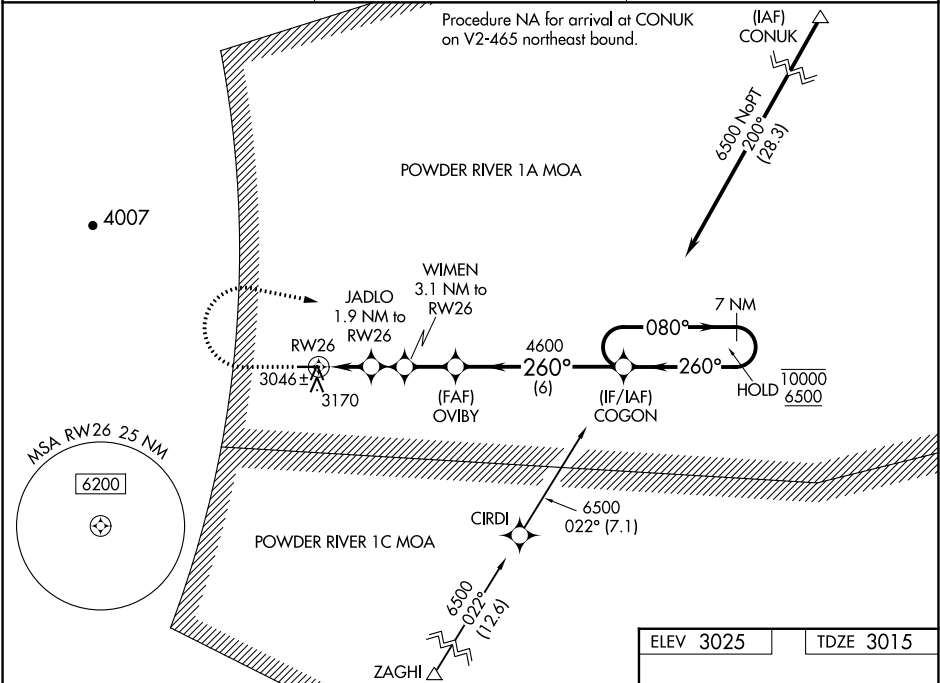 Procedure NA for arrival at CONUK
on V2-465 northeast bound.
(IAF)
CONUK
6500 NoPT
200°
(28.3)
POWDER RIVER 1A MOA
4007
WIMEN
3.1 NM to
RW26
JADLO
1.9 NM to
RW26
7 NM
080°
RW26
4600
260°
(6)
260°
HOLD
10000
6500
3046±
3170
(FAF)
OVIBY
(IF/IAF)
COGON
MSA RW26 25 NM
6200
CIRDI
6500
022° (7.1)
POWDER RIVER 1C MOA
6500
022°
(12.6)
ZAGHI
ELEV 3025
TDZE 3015